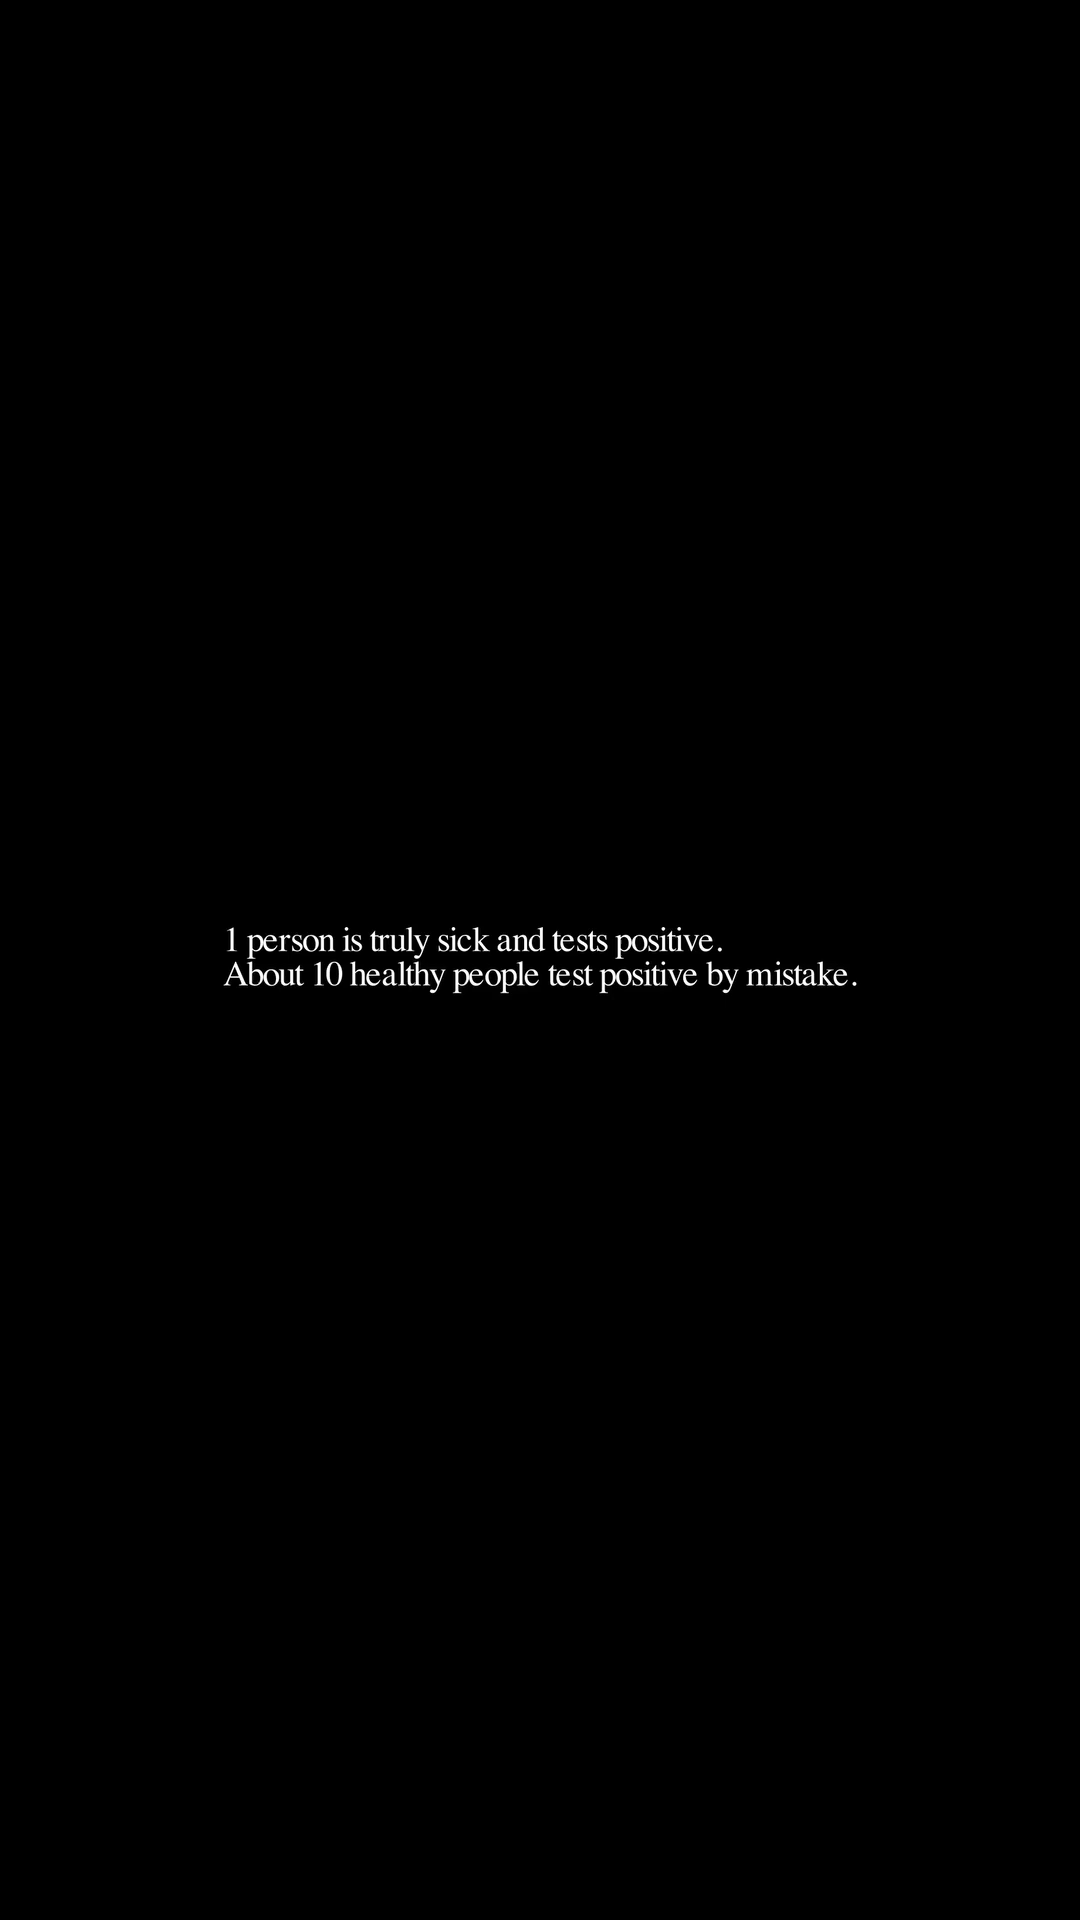 1 person is truly sick and tests positive.
About 10 healthy people test positive by mistake.